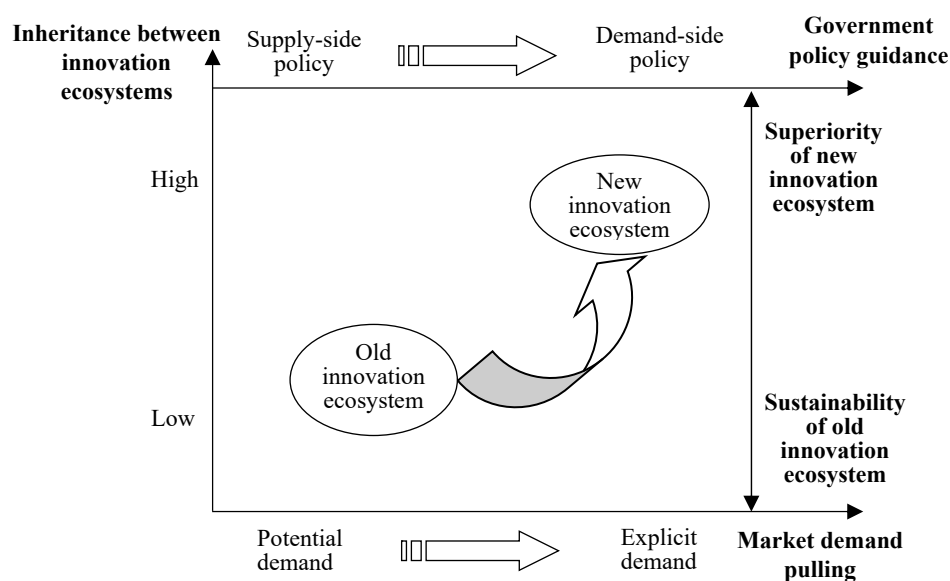 Inheritance between
innovation
ecosystems
Supply-side
policy
Demand-side
policy
Government
policy guidance
High
Low
New
innovation
ecosystem
Old
innovation
ecosystem
Superiority
of new
innovation
ecosystem
Sustainability
of old
innovation
ecosystem
Potential
demand
Explicit
demand
Market demand
pulling